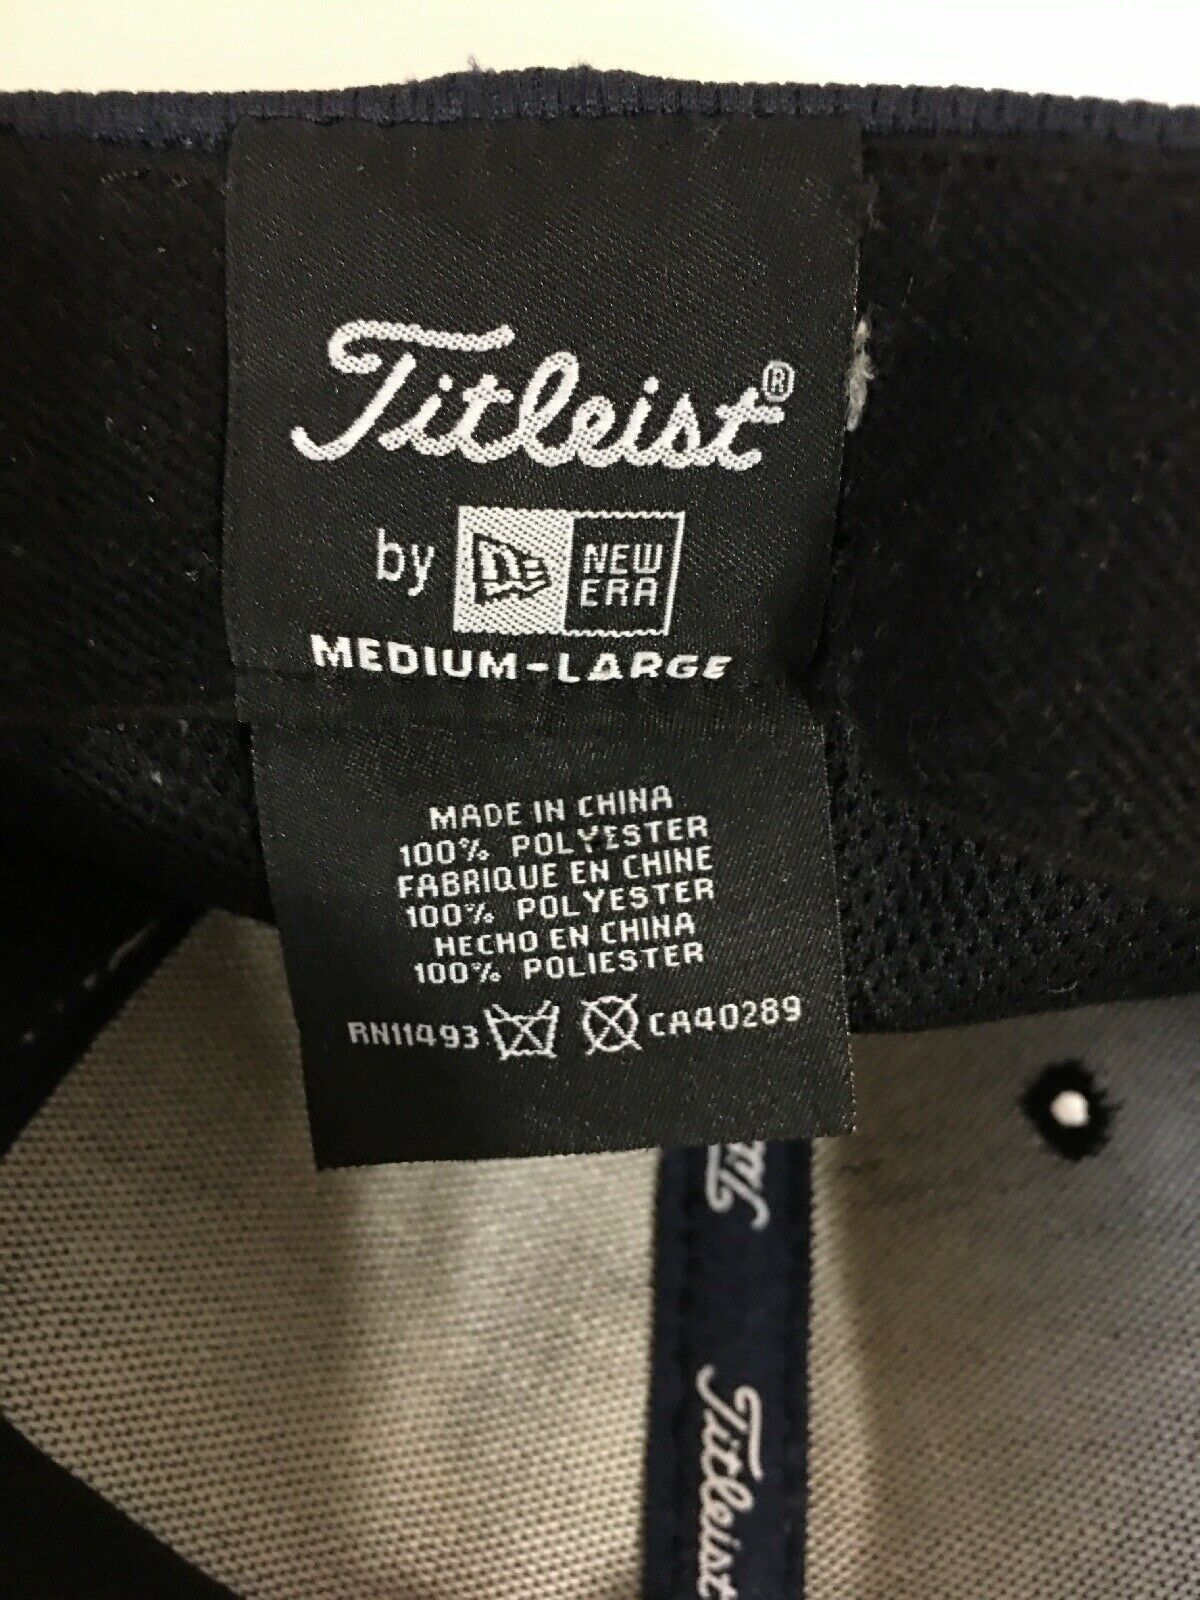 Titleist®
by NEW
ERA
MEDIUM-LARGE
MADE IN CHINA
100% POLYESTER
FABRIQUE EN CHINE
100% POLYESTER
HECHO EN CHINA
100% POLIESTER
RN11493 CA40289
Titleist